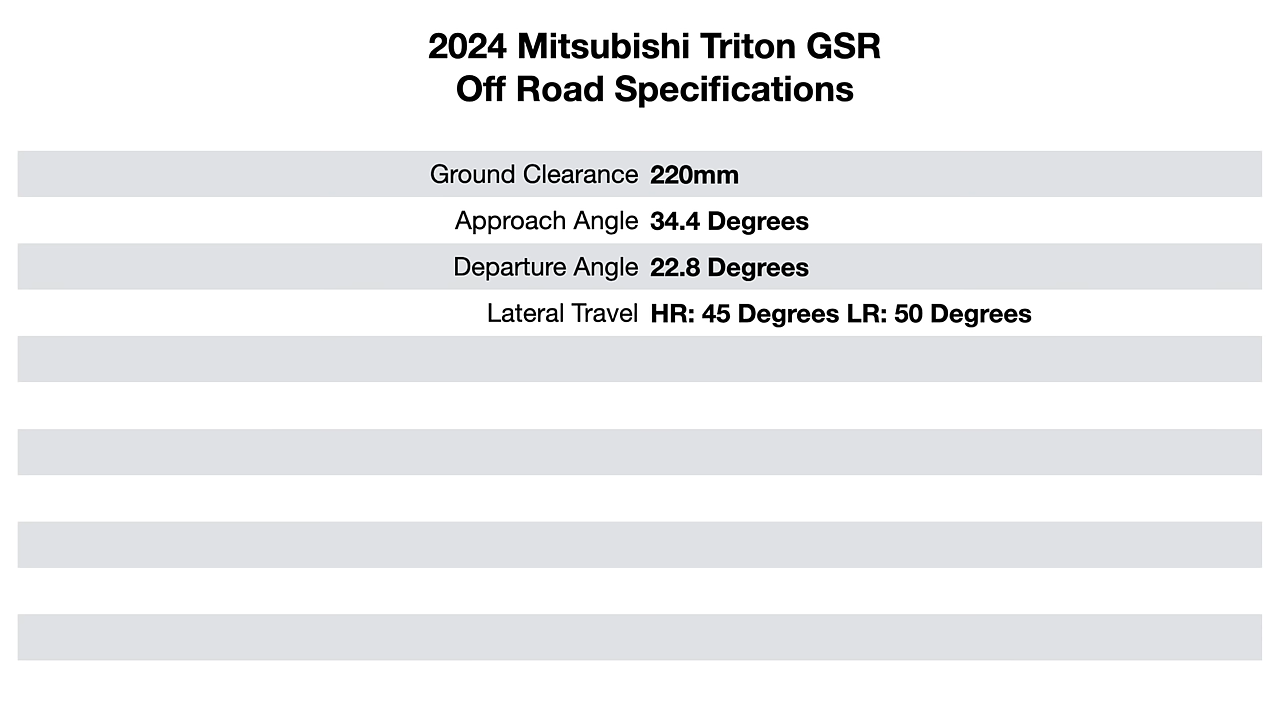 2024 Mitsubishi Triton GSR
Off Road Specifications
Ground Clearance 220mm
Approach Angle 34.4 Degrees
Departure Angle 22.8 Degrees
Lateral Travel HR: 45 Degrees LR: 50 Degrees